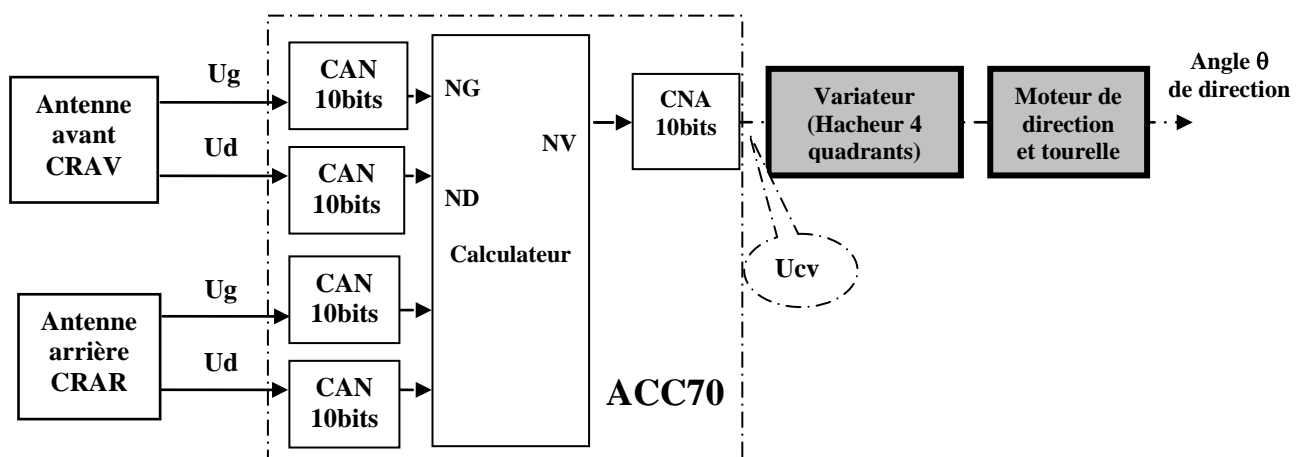 Antenne
avant
CRAV
Ug
Ud
CAN
10bits
CAN
10bits
NG
ND
NV
Calculateur
CNA
10bits
Variateur
(Hacheur 4
quadrants)
Moteur de
direction
et tourelle
Angle θ
de direction
Ucv
Antenne
arrière
CRAR
Ug
Ud
CAN
10bits
CAN
10bits
ACC70